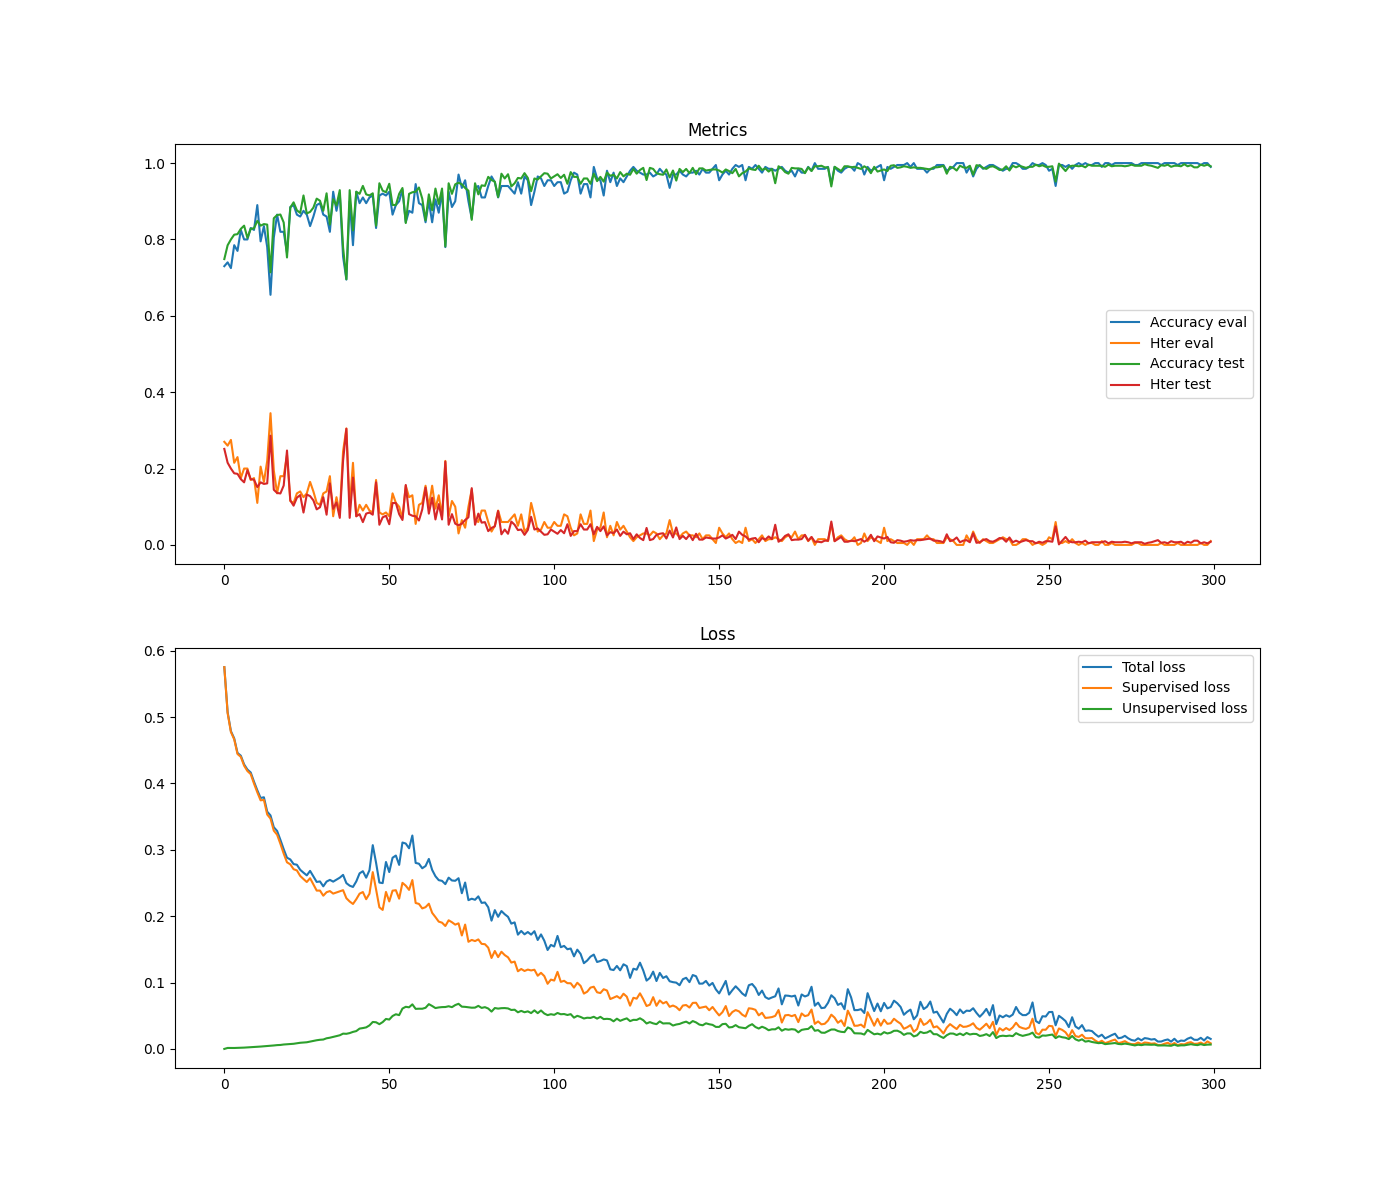 Metrics
1.0
0.8
0.6
0.4
0.2
0.0
Accuracy eval
Hter eval
Accuracy test
Hter test
0 50 100 150 200 250 300
Loss
0.6
0.5
0.4
0.3
0.2
0.1
0.0
Total loss
Supervised loss
Unsupervised loss
0 50 100 150 200 250 300